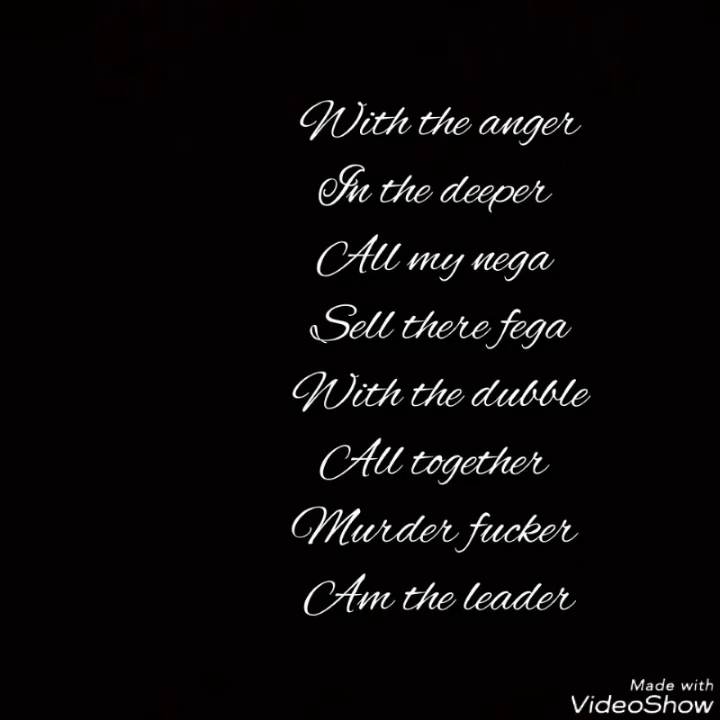 With the anger
In the deeper
All my nega
Sell there fega
With the dubble
All together
Murder fucker
Am the leader
Made with
VideoShow